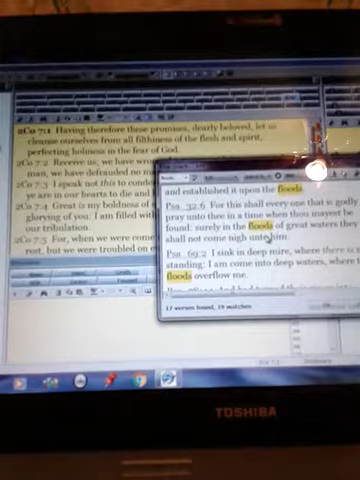 2Co 7:1 Having therefore these promises, dearly beloved, let us
cleanse ourselves from all filthiness of the flesh and spirit,
perfecting holiness in the fear of God.
2Co 7:2 Receive us; we have wro
man, we have defrauded no m
2Co 7:3 I speak not this to cond
ye are in our hearts to die and
2Co 7:4 Great is my boldness of s
glorying of you: I am filled with
our tribulation.
2Co 7:5 For, when we were come
rest, but we were troubled on e
and established it upon the floods.
Psa 32:6 For this shall every one that is godly
pray unto thee in a time when thou mayest be
found: surely in the floods of great waters they
shall not come nigh unto him.
Psa 69:2 I sink in deep mire, where there is n
standing: I am come into deep waters, where t
floods overflow me.
17 verses found, 19 matches
TOSHIBA